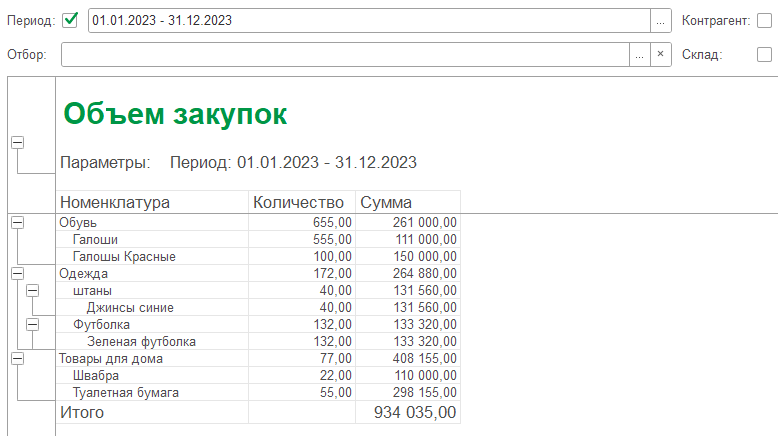 Период: 01.01.2023 - 31.12.2023 ... Контрагент:
Отбор: ... × Склад:
Объем закупок
Параметры: Период: 01.01.2023 - 31.12.2023
Номенклатура Количество Сумма
Обувь 655,00 261 000,00
Галоши 555,00 111 000,00
Галошы Красные 100,00 150 000,00
Одежда 172,00 264 880,00
штаны 40,00 131 560,00
Джинсы синие 40,00 131 560,00
Футболка 132,00 133 320,00
Зеленая футболка 132,00 133 320,00
Товары для дома 77,00 408 155,00
Швабра 22,00 110 000,00
Туалетная бумага 55,00 298 155,00
Итого 934 035,00